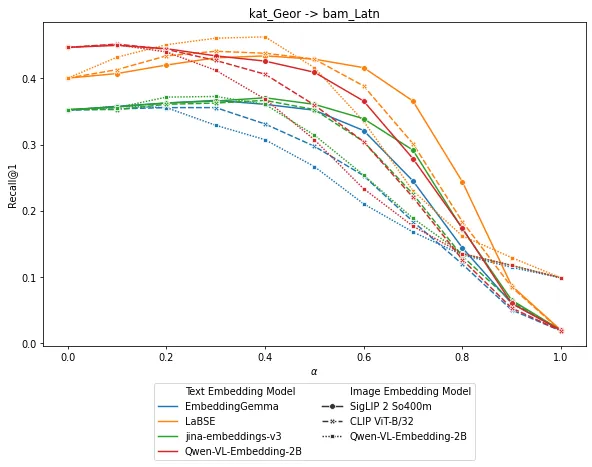 kat_Geor -> bam_Latn
Recall@1
0.4
0.3
0.2
0.1
0.0
0.0 0.2 0.4 0.6 0.8 1.0
α
Text Embedding Model
EmbeddingGemma
LaBSE
jina-embeddings-v3
Qwen-VL-Embedding-2B
Image Embedding Model
SigLIP 2 So400m
CLIP ViT-B/32
Qwen-VL-Embedding-2B